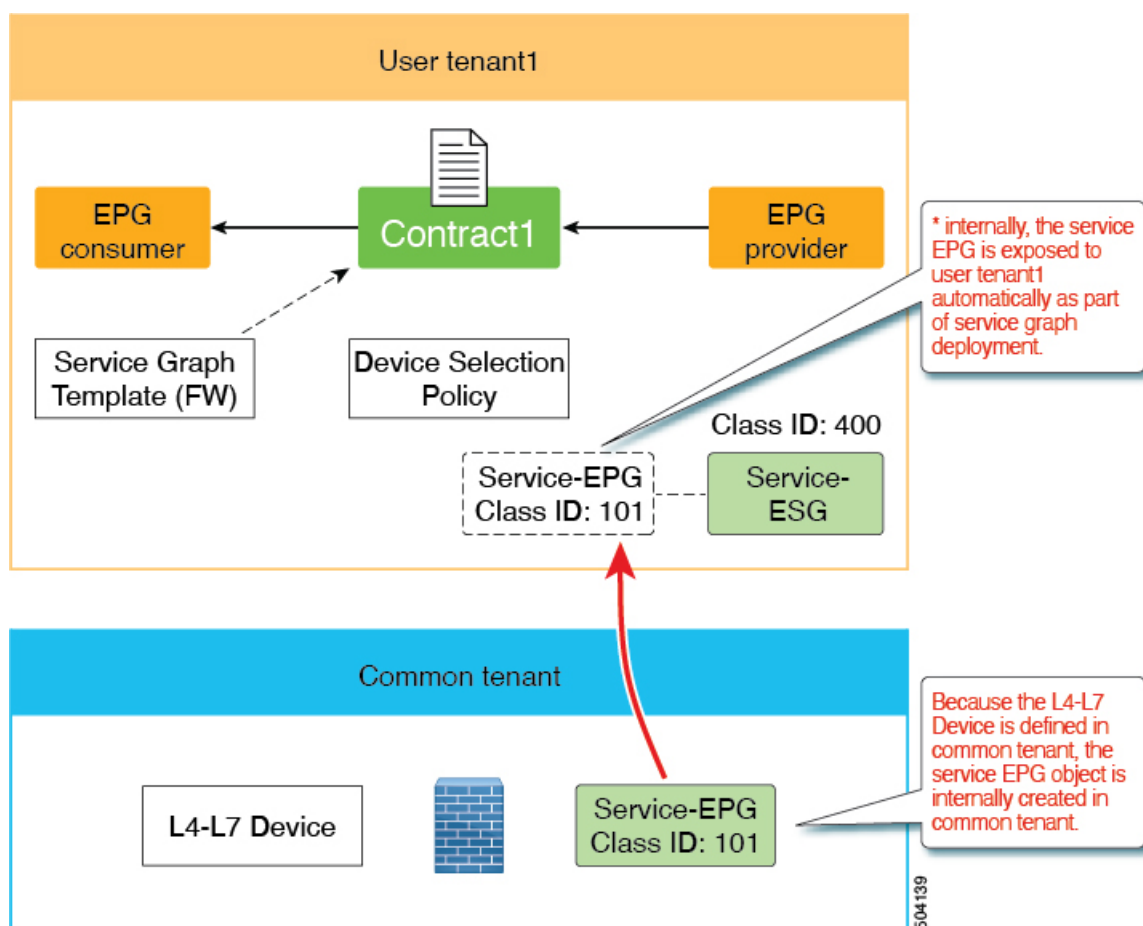 User tenant1
EPG
consumer
Contract1
EPG
provider
* internally, the service
EPG is exposed to
user tenant1
automatically as part
of service graph
deployment.
Service Graph
Template (FW)
Device Selection
Policy
Class ID: 400
Service-EPG
Class ID: 101
Service-
ESG
Common tenant
L4-L7 Device
Service-EPG
Class ID: 101
Because the L4-L7
Device is defined in
common tenant, the
service EPG object is
internally created in
common tenant.
504139